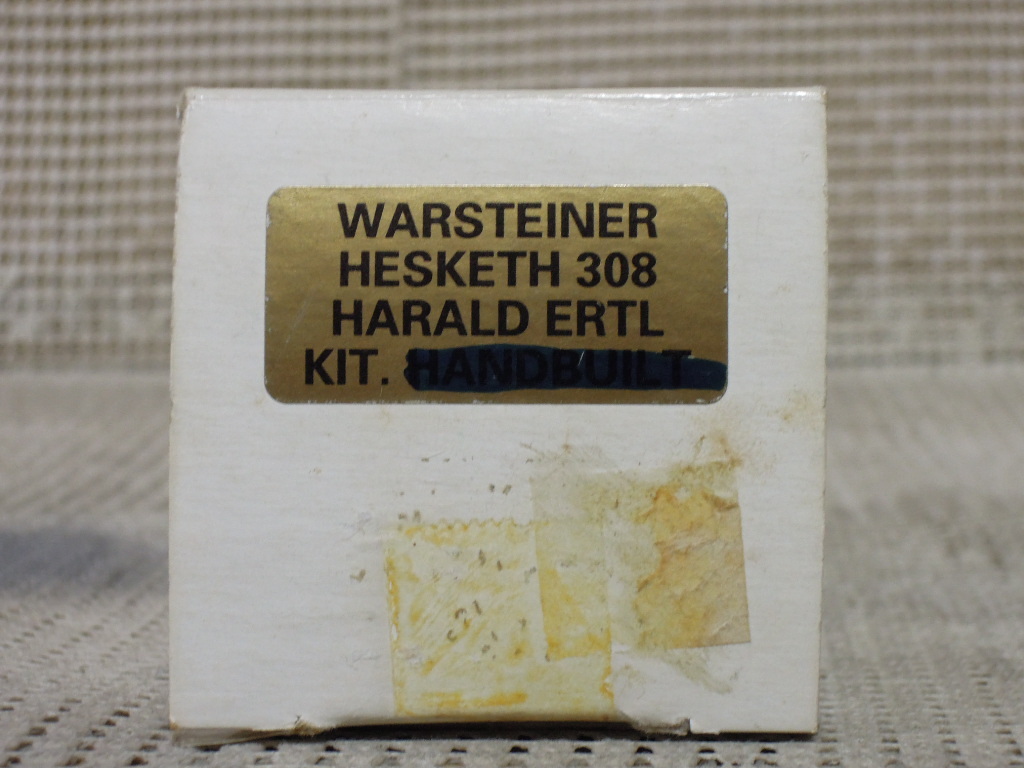 WARSTEINER
HESKETH 308
HARALD ERTL
KIT. HANDBUILT